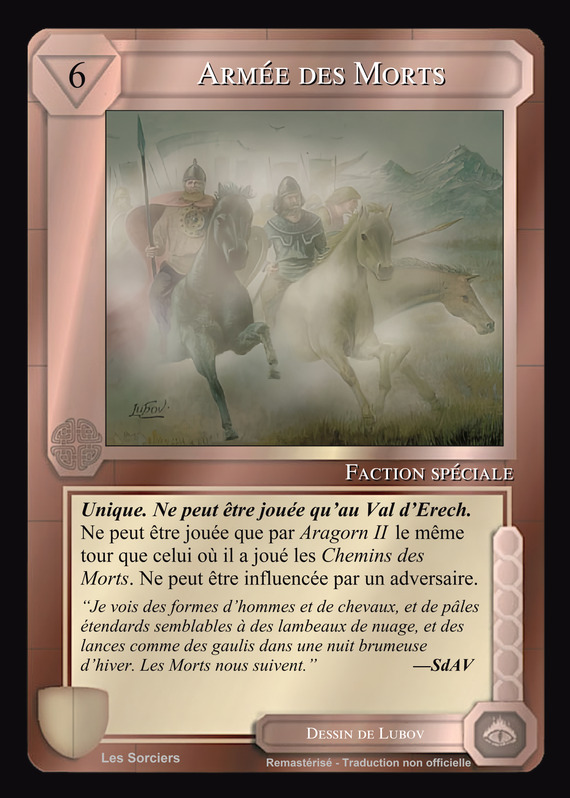 6
Armée des Morts
Lubov
Faction spéciale
Unique. Ne peut être jouée qu'au Val d'Erech.
Ne peut être jouée que par Aragorn II le même
tour que celui où il a joué les Chemins des
Morts. Ne peut être influencée par un adversaire.
“Je vois des formes d'hommes et de chevaux, et de pâles
étendards semblables à des lambeaux de nuage, et des
lances comme des gaulis dans une nuit brumeuse
d'hiver. Les Morts nous suivent.” —SdAV
Dessin de Lubov
Les Sorciers
Remastérisé - Traduction non officielle